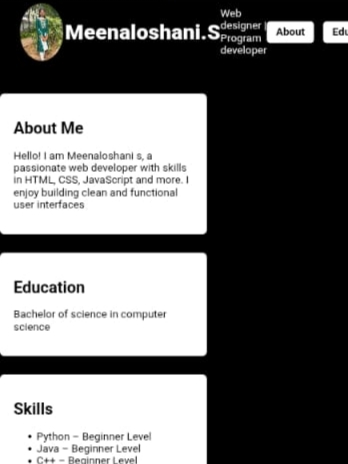 Meenaloshani.S
Web
designer |
Program
developer
About
Edu
About Me
Hello! I am Meenaloshani s, a
passionate web developer with skills
in HTML, CSS, JavaScript and more. I
enjoy building clean and functional
user interfaces
Education
Bachelor of science in computer
science
Skills
• Python – Beginner Level
• Java – Beginner Level
• C++ – Beginner Level